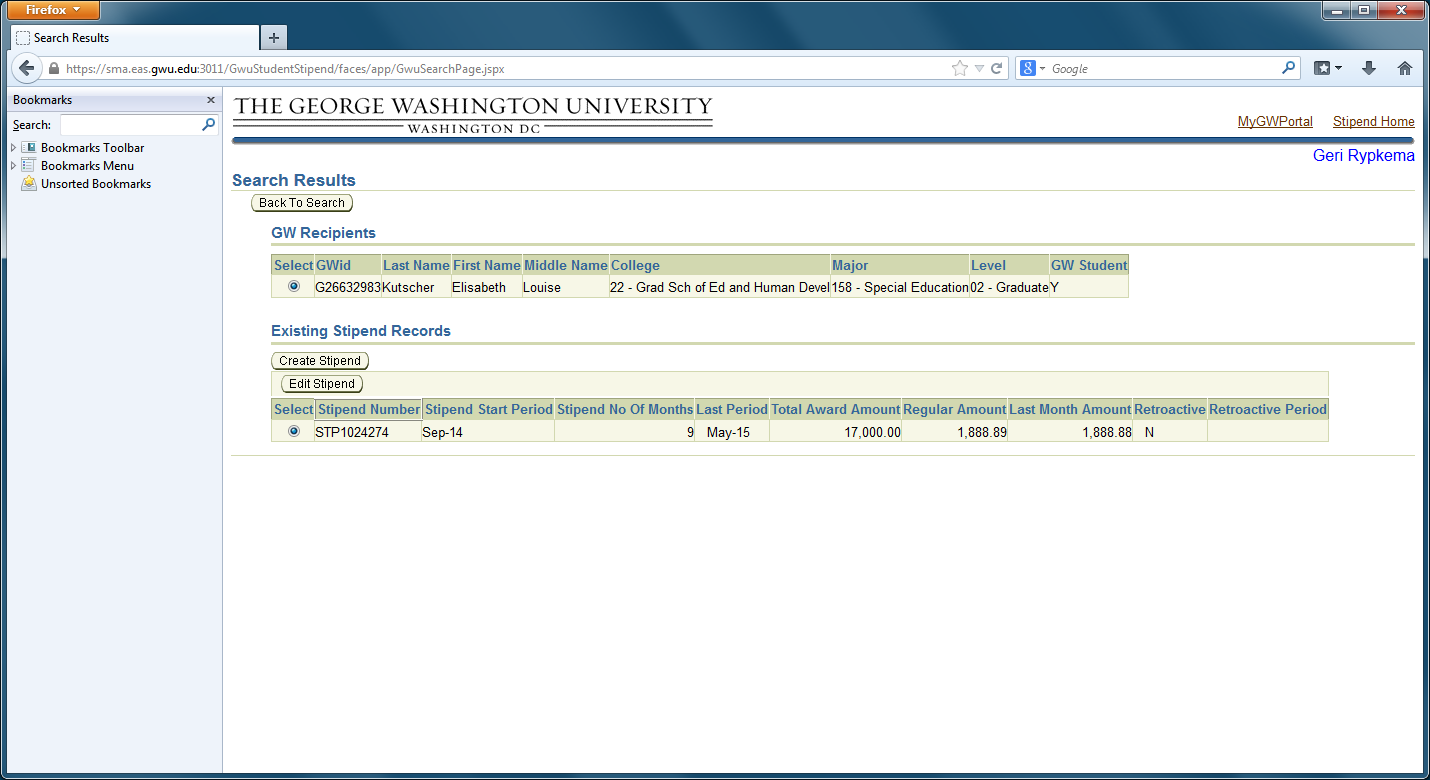 Firefox
Search Results
https://sma.eas.gwu.edu:3011/GwuStudentStipend/faces/app/GwuSearchPage.jspx
Google
Bookmarks
Search:
Bookmarks Toolbar
Bookmarks Menu
Unsorted Bookmarks
THE GEORGE WASHINGTON UNIVERSITY
WASHINGTON DC
MyGWPortal Stipend Home
Geri Rypkema
Search Results
Back To Search
GW Recipients
Select GWid Last Name First Name Middle Name College Major Level GW Student
G26632983 Kutscher Elisabeth Louise 22 - Grad Sch of Ed and Human Devel 158 - Special Education 02 - Graduate Y
Existing Stipend Records
Create Stipend
Edit Stipend
Select Stipend Number Stipend Start Period Stipend No Of Months Last Period Total Award Amount Regular Amount Last Month Amount Retroactive Retroactive Period
STP1024274 Sep-14 9 May-15 17,000.00 1,888.89 1,888.88 N